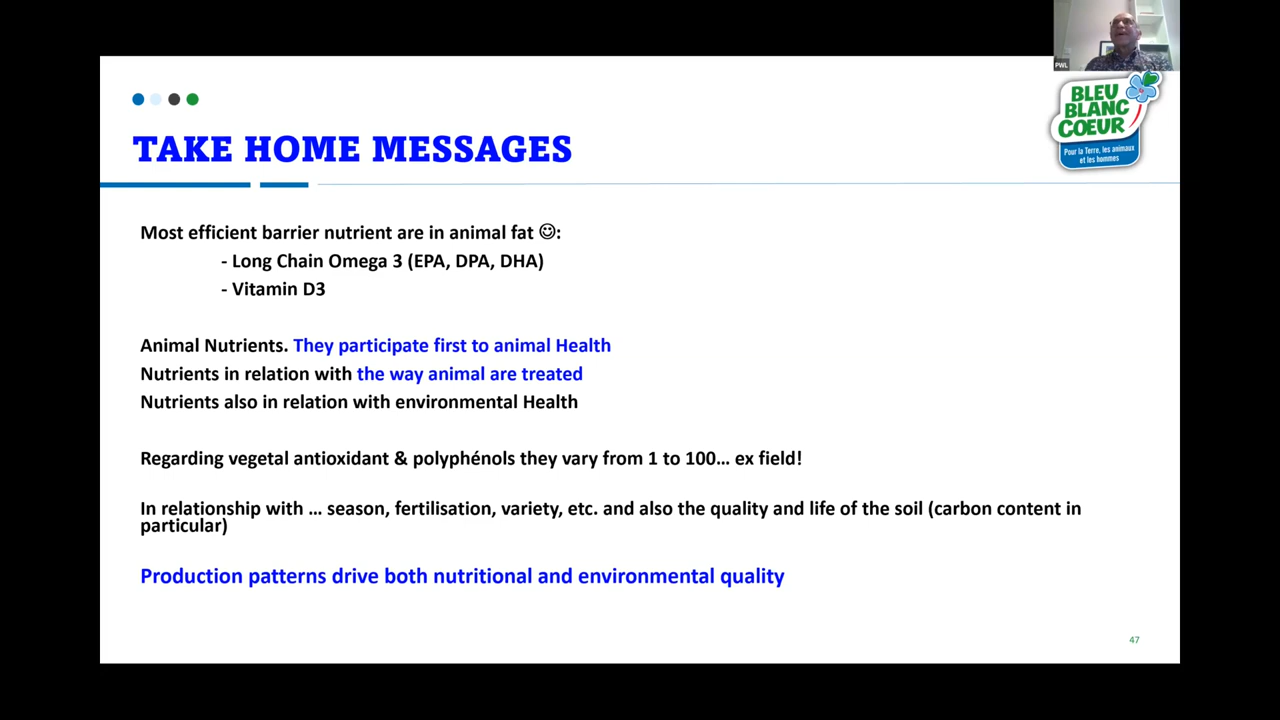 PWL
BLEU
BLANC
COEUR
Pour la Terre, les animaux
et les hommes
TAKE HOME MESSAGES
Most efficient barrier nutrient are in animal fat ☺:
- Long Chain Omega 3 (EPA, DPA, DHA)
- Vitamin D3
Animal Nutrients. They participate first to animal Health
Nutrients in relation with the way animal are treated
Nutrients also in relation with environmental Health
Regarding vegetal antioxidant & polyphénols they vary from 1 to 100… ex field!
In relationship with … season, fertilisation, variety, etc. and also the quality and life of the soil (carbon content in
particular)
Production patterns drive both nutritional and environmental quality
47